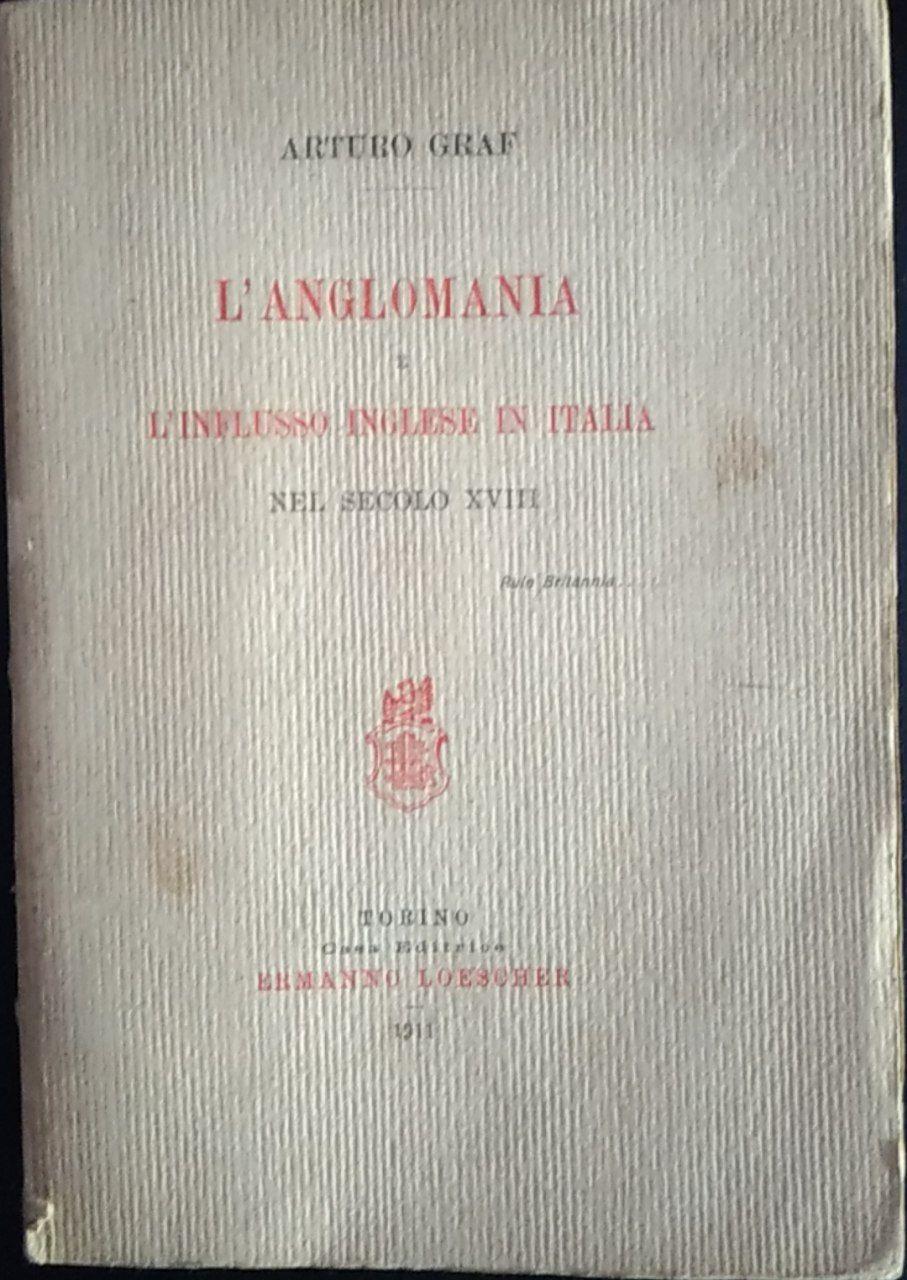 ARTURO GRAF
L'ANGLOMANIA
E
L'INFLUSSO INGLESE IN ITALIA
NEL SECOLO XVIII
Rule Britannia....
TORINO
Casa Editrice
ERMANNO LOESCHER
1911